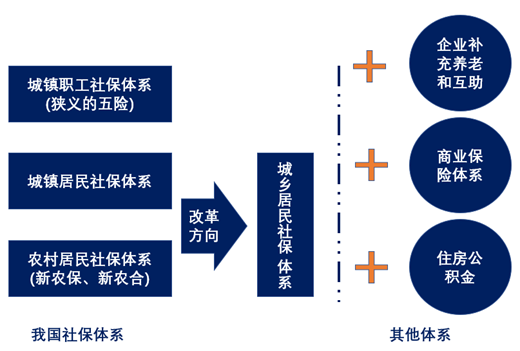 城镇职工社保体系
(狭义的五险)
城镇居民社保体系
农村居民社保体系
(新农保、新农合)
改革
方向
城乡居民社保 体系
企业补
充养老
和互助
商业保
险体系
住房公
积金
我国社保体系
其他体系